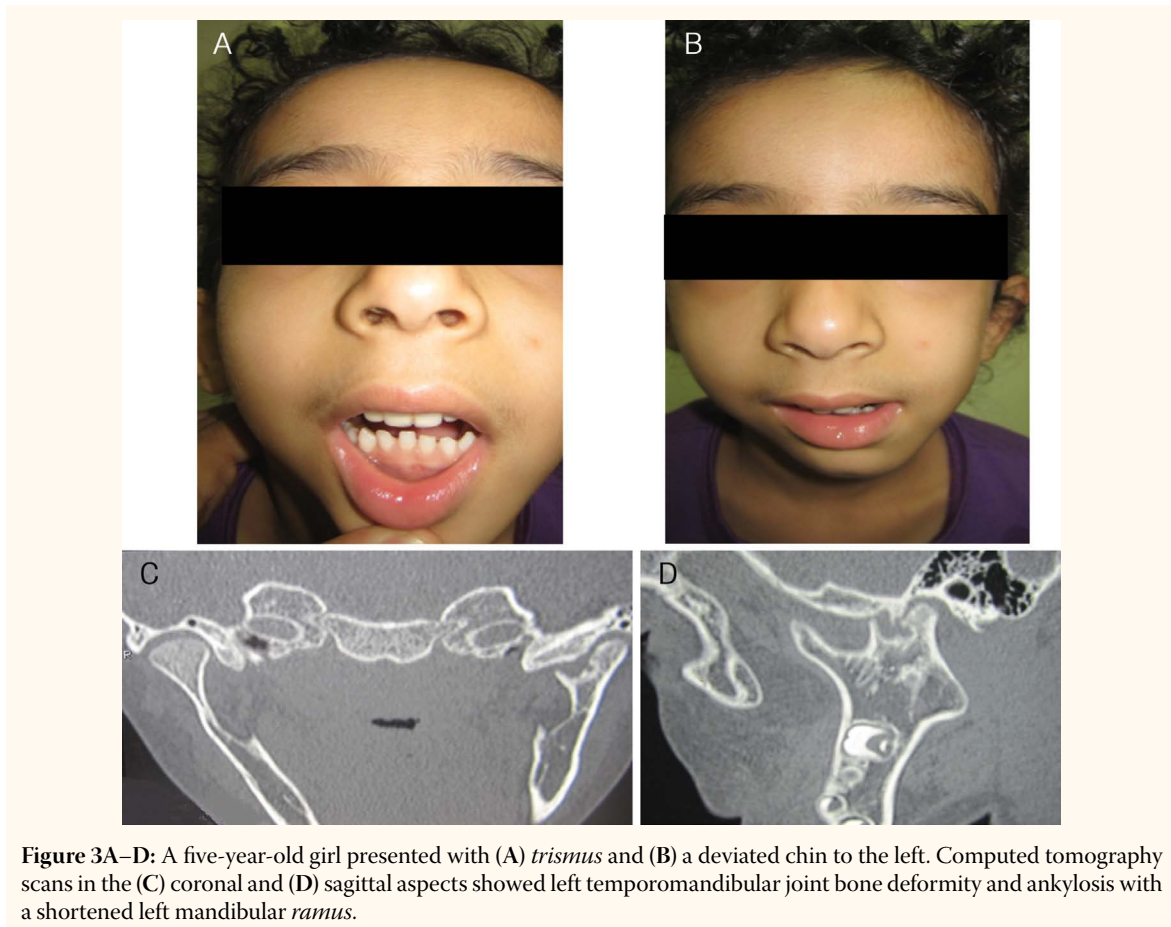 A
B
C
D
P
Figure 3A–D: A five-year-old girl presented with (A) trismus and (B) a deviated chin to the left. Computed tomography
scans in the (C) coronal and (D) sagittal aspects showed left temporomandibular joint bone deformity and ankylosis with
a shortened left mandibular ramus.